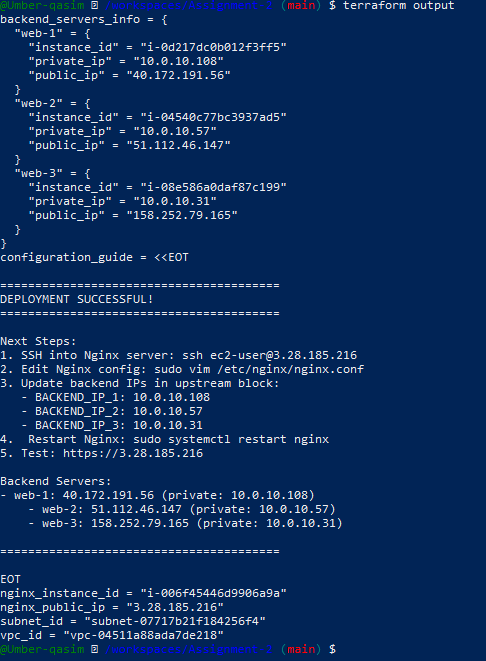 @Umber-qasim /workspaces/Assignment-2 (main) $ terraform output
backend_servers_info = {
  "web-1" = {
    "instance_id" = "i-0d217dc0b012f3ff5"
    "private_ip" = "10.0.10.108"
    "public_ip" = "40.172.191.56"
  }
  "web-2" = {
    "instance_id" = "i-04540c77bc3937ad5"
    "private_ip" = "10.0.10.57"
    "public_ip" = "51.112.46.147"
  }
  "web-3" = {
    "instance_id" = "i-08e586a0daf87c199"
    "private_ip" = "10.0.10.31"
    "public_ip" = "158.252.79.165"
  }
}
configuration_guide = <<EOT

========================================
DEPLOYMENT SUCCESSFUL!
========================================

Next Steps:
1. SSH into Nginx server: ssh ec2-user@3.28.185.216
2. Edit Nginx config: sudo vim /etc/nginx/nginx.conf
3. Update backend IPs in upstream block:
   - BACKEND_IP_1: 10.0.10.108
   - BACKEND_IP_2: 10.0.10.57
   - BACKEND_IP_3: 10.0.10.31
4.  Restart Nginx: sudo systemctl restart nginx
5. Test: https://3.28.185.216

Backend Servers:
- web-1: 40.172.191.56 (private: 10.0.10.108)
    - web-2: 51.112.46.147 (private: 10.0.10.57)
    - web-3: 158.252.79.165 (private: 10.0.10.31)

========================================

EOT
nginx_instance_id = "i-006f45446d9906a9a"
nginx_public_ip = "3.28.185.216"
subnet_id = "subnet-07717b21f184256f4"
vpc_id = "vpc-04511a88ada7de218"
@Umber-qasim /workspaces/Assignment-2 (main) $